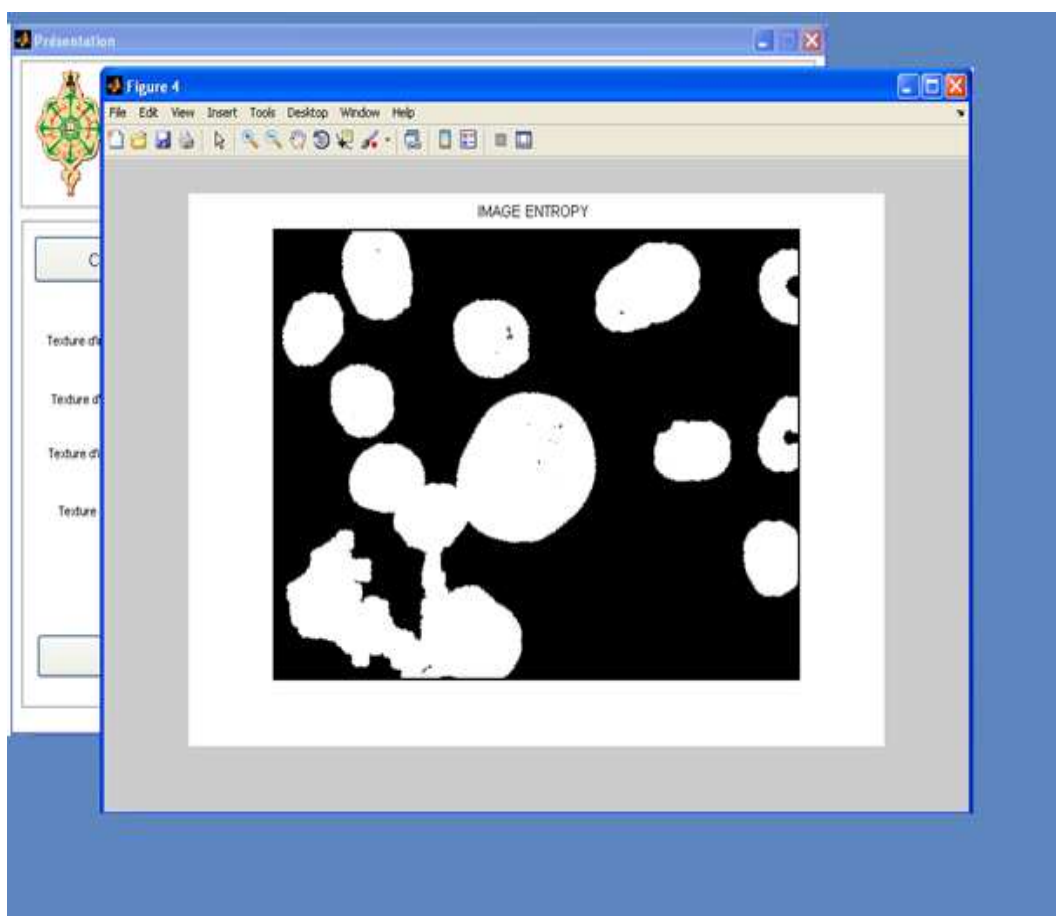 Présentation
Figure 4
File Edit View Insert Tools Desktop Window Help
IMAGE ENTROPY
C
Texture d'i
Texture d'
Texture d'i
Texture